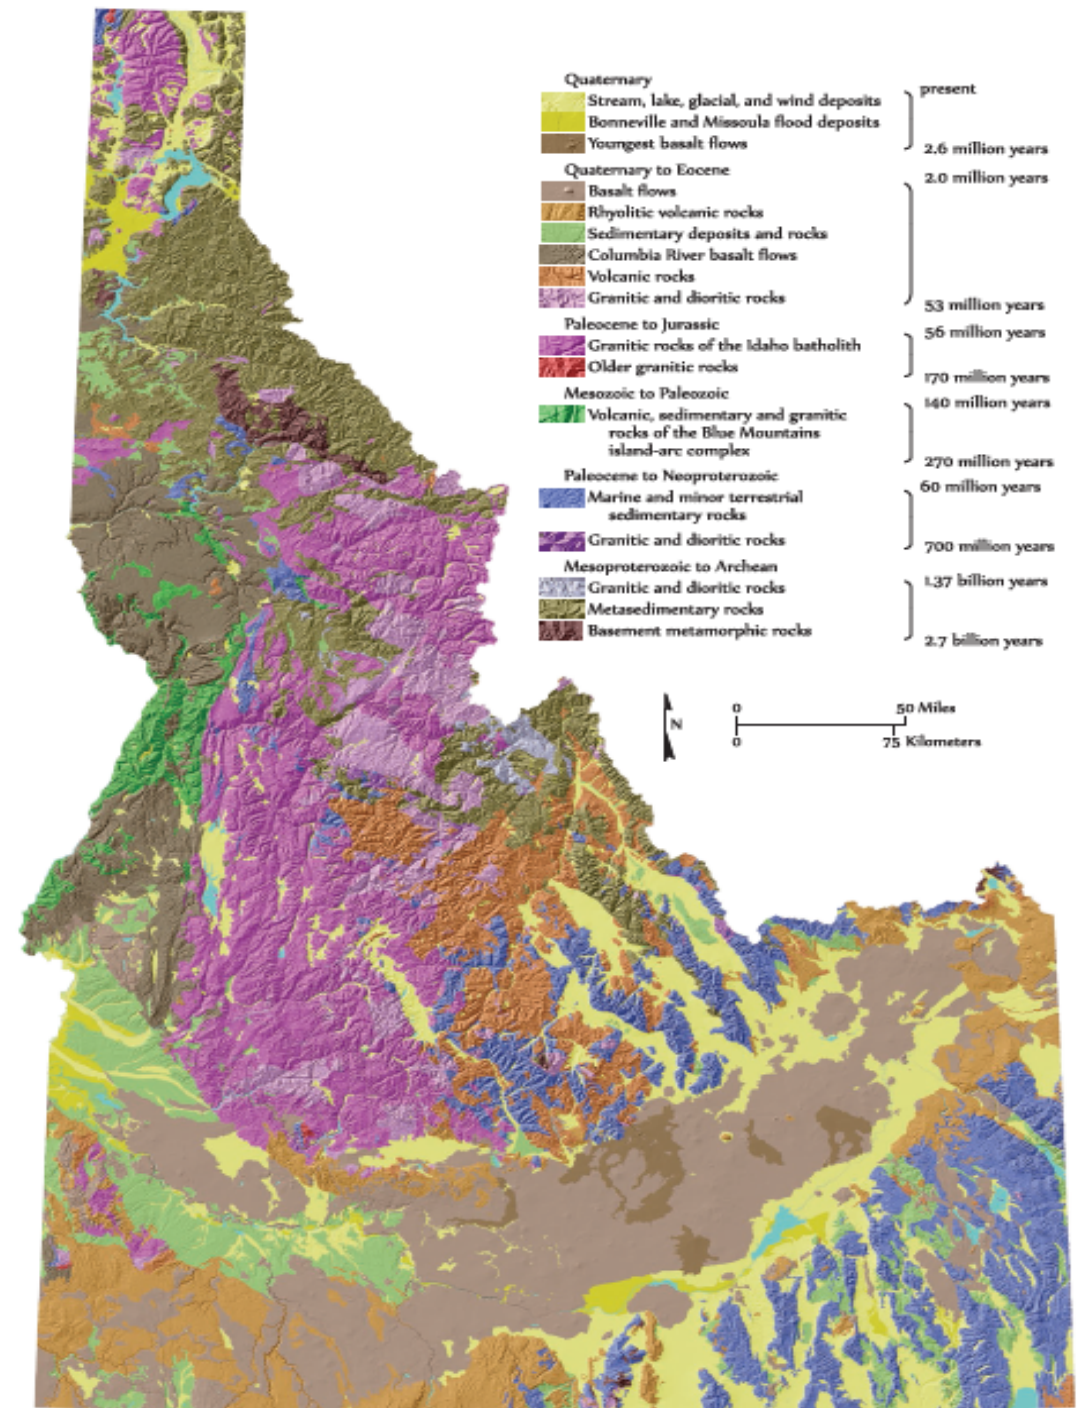 Quaternary
Stream, lake, glacial, and wind deposits
Bonneville and Missoula flood deposits
Youngest basalt flows
present
2.6 million years
Quaternary to Eocene
Basalt flows
Rhyolitic volcanic rocks
Sedimentary deposits and rocks
Columbia River basalt flows
Volcanic rocks
Granitic and dioritic rocks
2.0 million years
53 million years
Paleocene to Jurassic
Granitic rocks of the Idaho batholith
Older granitic rocks
56 million years
170 million years
Mesozoic to Paleozoic
Volcanic, sedimentary and granitic
rocks of the Blue Mountains
island-arc complex
140 million years
270 million years
Paleocene to Neoproterozoic
Marine and minor terrestrial
sedimentary rocks
Granitic and dioritic rocks
60 million years
700 million years
Mesoproterozoic to Archean
Granitic and dioritic rocks
Metasedimentary rocks
Basement metamorphic rocks
1.37 billion years
2.7 billion years
N
0 50 Miles
0 75 Kilometers